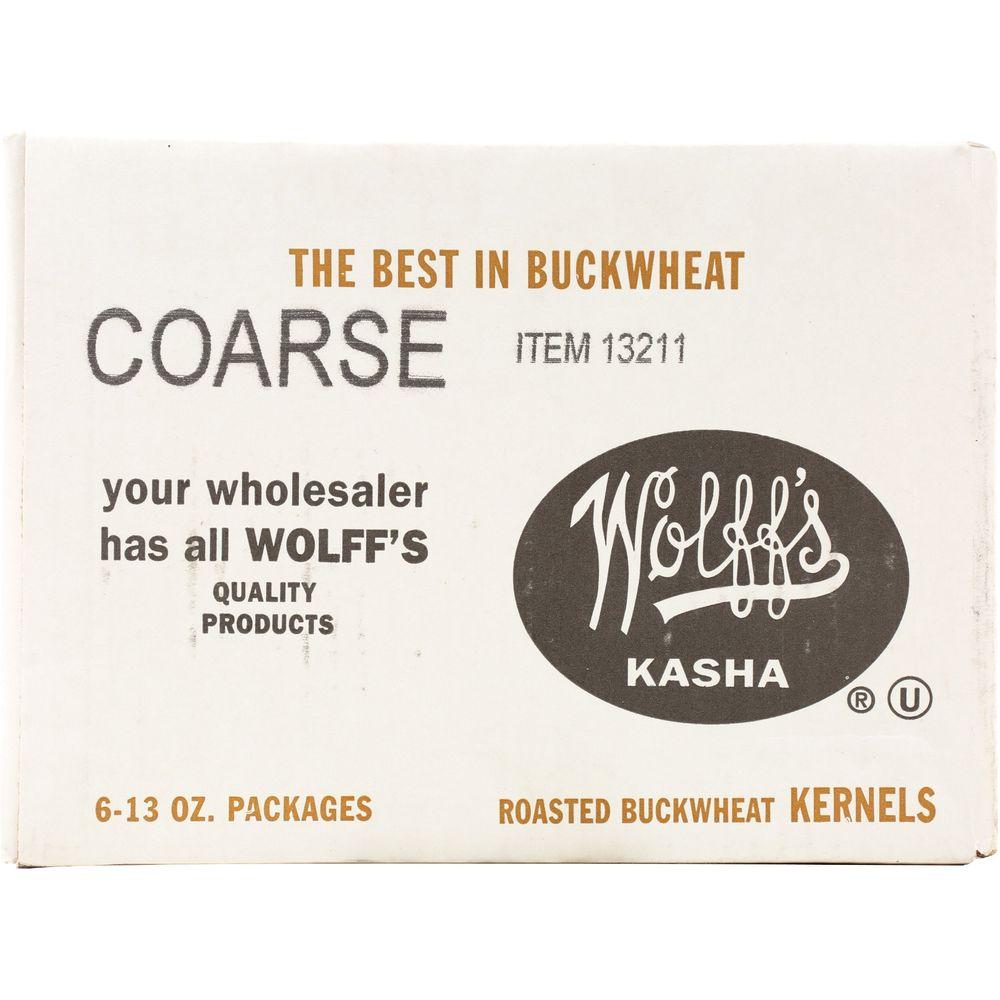 THE BEST IN BUCKWHEAT
COARSE ITEM 13211
your wholesaler
has all WOLFF'S
QUALITY
PRODUCTS
Wolff's
KASHA
® U
6-13 OZ. PACKAGES
ROASTED BUCKWHEAT KERNELS